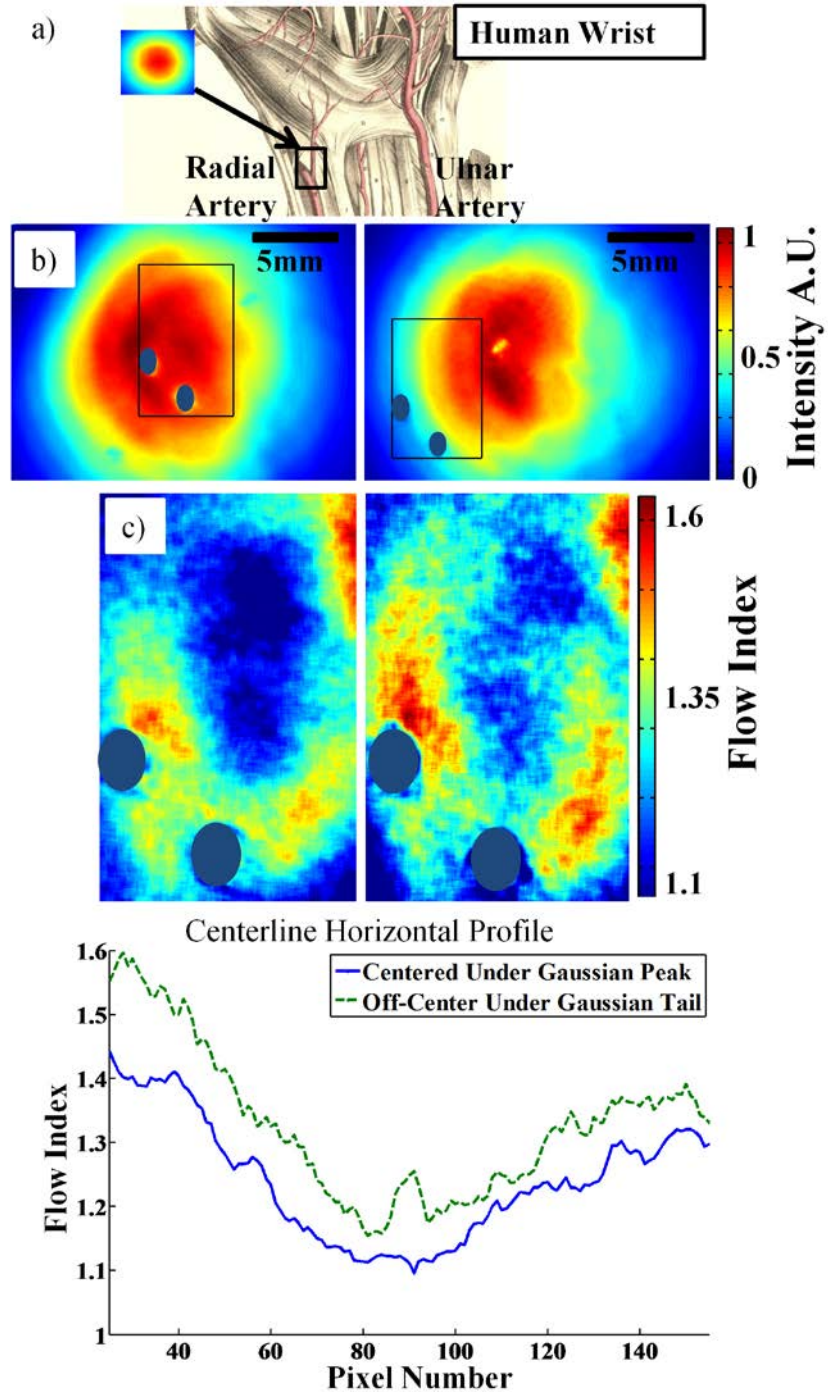 a)
Human Wrist
Radial
Artery
Ulnar
Artery
b)
5mm
5mm
1
0.5
0
Intensity A.U.
c)
1.6
1.35
1.1
Flow Index
Centerline Horizontal Profile
Centered Under Gaussian Peak
Off-Center Under Gaussian Tail
1.6
1.5
1.4
1.3
1.2
1.1
1
Flow Index
40 60 80 100 120 140
Pixel Number